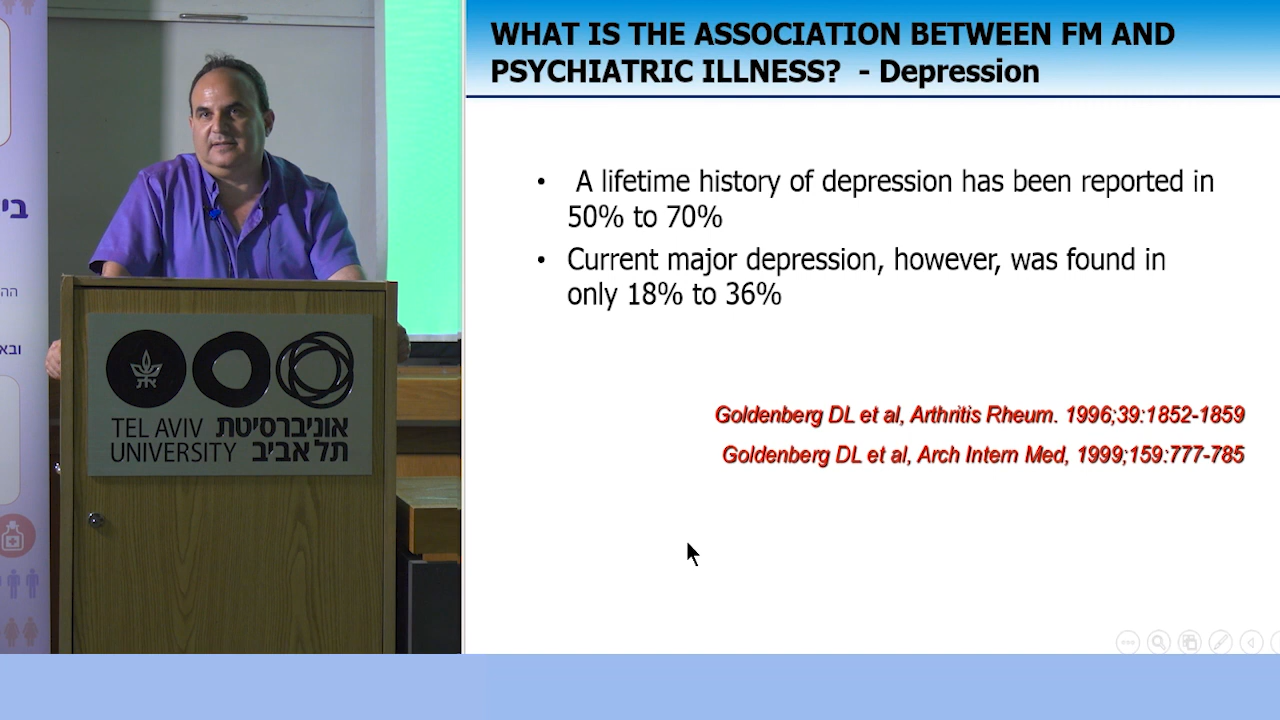 WHAT IS THE ASSOCIATION BETWEEN FM AND
PSYCHIATRIC ILLNESS? - Depression
• A lifetime history of depression has been reported in
50% to 70%
• Current major depression, however, was found in
only 18% to 36%
Goldenberg DL et al, Arthritis Rheum. 1996;39:1852-1859
Goldenberg DL et al, Arch Intern Med, 1999;159:777-785
TEL AVIV אוניברסיטת
UNIVERSITY תל אביב